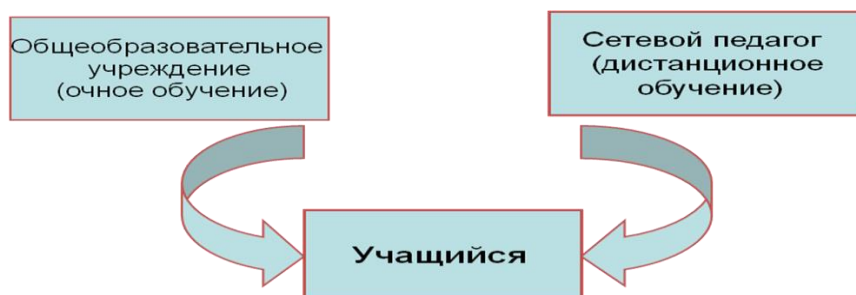 Общеобразовательное
учреждение
(очное обучение)
Сетевой педагог
(дистанционное
обучение)
Учащийся